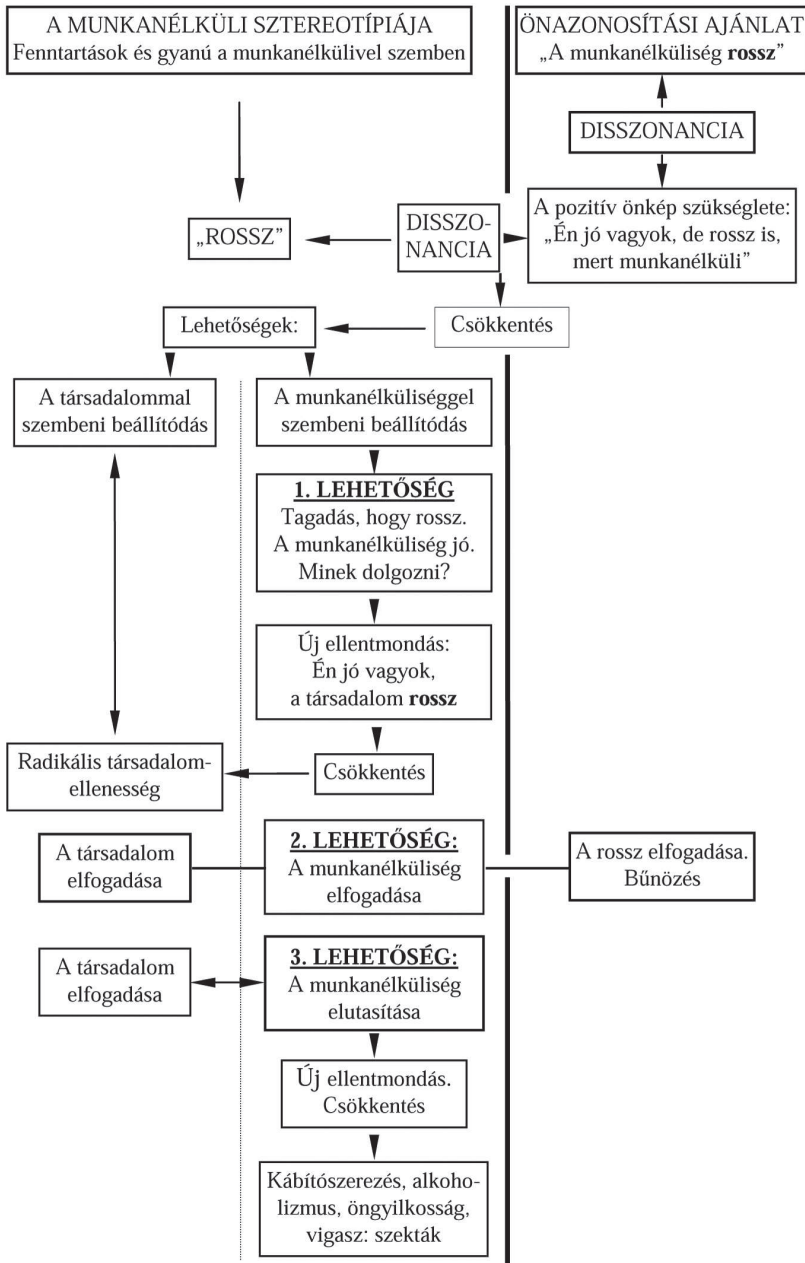 A MUNKANÉLKÜLI SZTEREOTÍPIÁJA
Fenntartások és gyanú a munkanélkülivel szemben
ÖNAZONOSÍTÁSI AJÁNLAT
„A munkanélküliség rossz”
DISSZONANCIA
„ROSSZ”
DISSZO-
NANCIA
A pozitív önkép szükséglete:
„Én jó vagyok, de rossz is,
mert munkanélküli”
Lehetőségek:
Csökkentés
A társadalommal
szembeni beállítódás
A munkanélküliséggel
szembeni beállítódás
1. LEHETŐSÉG
Tagadás, hogy rossz.
A munkanélküliség jó.
Minek dolgozni?
Új ellentmondás:
Én jó vagyok,
a társadalom rossz
Radikális társadalom-
ellenesség
Csökkentés
A társadalom
elfogadása
2. LEHETŐSÉG:
A munkanélküliség
elfogadása
A rossz elfogadása.
Bűnözés
A társadalom
elfogadása
3. LEHETŐSÉG:
A munkanélküliség
elutasítása
Új ellentmondás.
Csökkentés
Kábítószerezés, alkoho-
lizmus, öngyilkosság,
vigasz: szekták